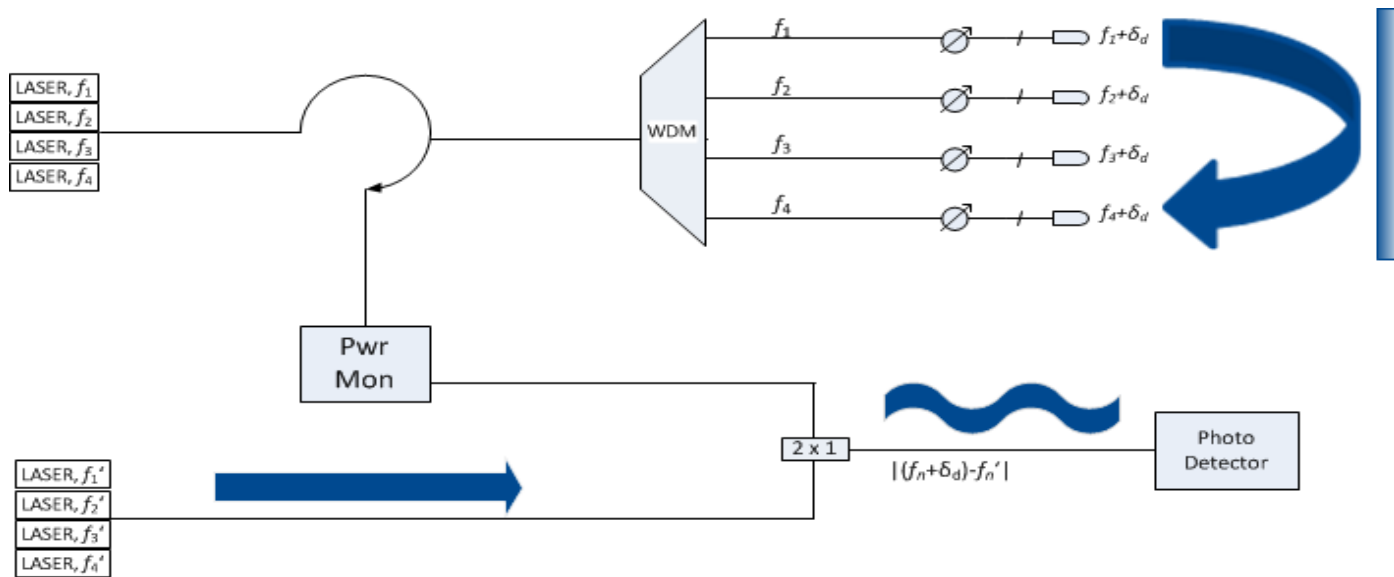 LASER, f₁
LASER, f₂
LASER, f₃
LASER, f₄
WDM
f₁
f₂
f₃
f₄
f₁+δd
f₂+δd
f₃+δd
f₄+δd
Pwr
Mon
LASER, f₁‘
LASER, f₂‘
LASER, f₃‘
LASER, f₄‘
2 x 1
|(fₙ+δd)-fₙ’|
Photo
Detector